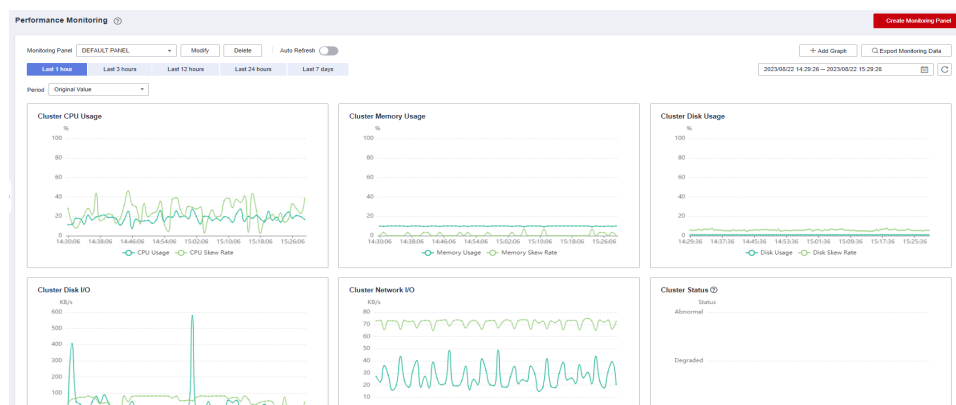 Performance Monitoring
Create Monitoring Panel
Monitoring Panel DEFAULT PANEL Modify Delete Auto Refresh
+ Add Graph Export Monitoring Data
Last 1 hour Last 3 hours Last 12 hours Last 24 hours Last 7 days
2023/08/22 14:29:26 – 2023/08/22 15:29:26
Period Original Value
Cluster CPU Usage
%
100
80
60
40
20
0
14:30:06 14:38:06 14:46:06 14:54:06 15:02:06 15:10:06 15:18:06 15:26:06
CPU Usage CPU Skew Rate
Cluster Memory Usage
%
100
80
60
40
20
0
14:30:06 14:38:06 14:46:06 14:54:06 15:02:06 15:10:06 15:18:06 15:26:06
Memory Usage Memory Skew Rate
Cluster Disk Usage
%
100
80
60
40
20
0
14:29:36 14:37:36 14:45:36 14:53:36 15:01:36 15:09:36 15:17:36 15:25:36
Disk Usage Disk Skew Rate
Cluster Disk I/O
KB/s
600
500
400
300
200
100
Cluster Network I/O
KB/s
80
70
60
50
40
30
20
10
Cluster Status
Status
Abnormal
Degraded